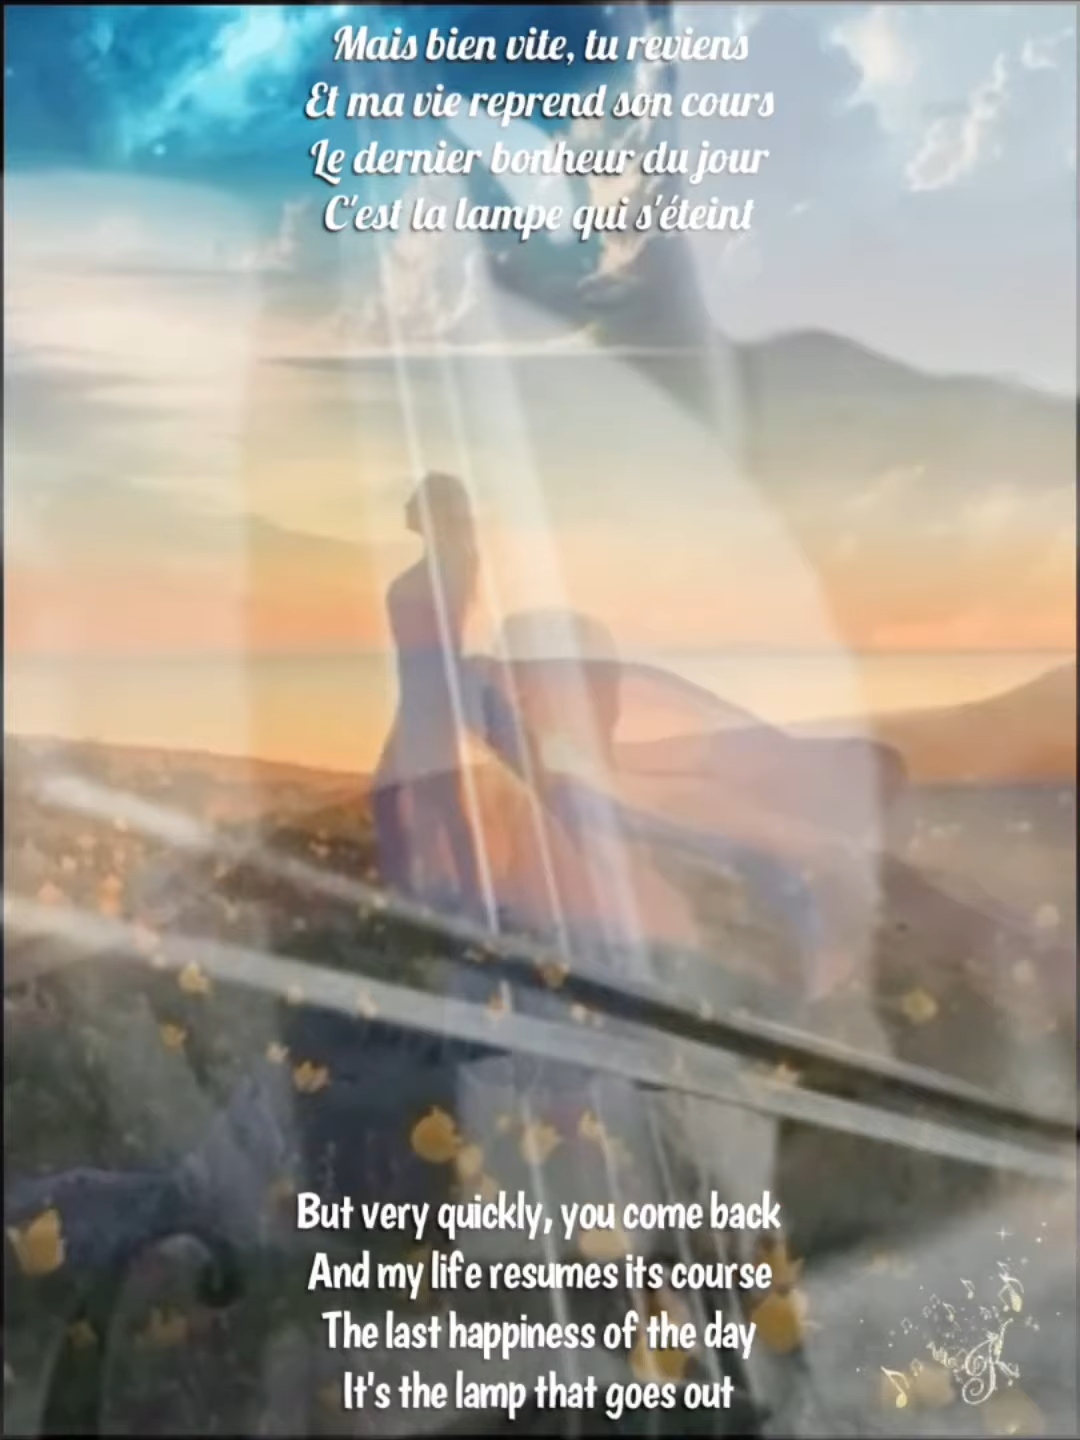 Mais bien vite, tu reviens
Et ma vie reprend son cours
Le dernier bonheur du jour
C'est la lampe qui s'éteint
But very quickly, you come back
And my life resumes its course
The last happiness of the day
It's the lamp that goes out